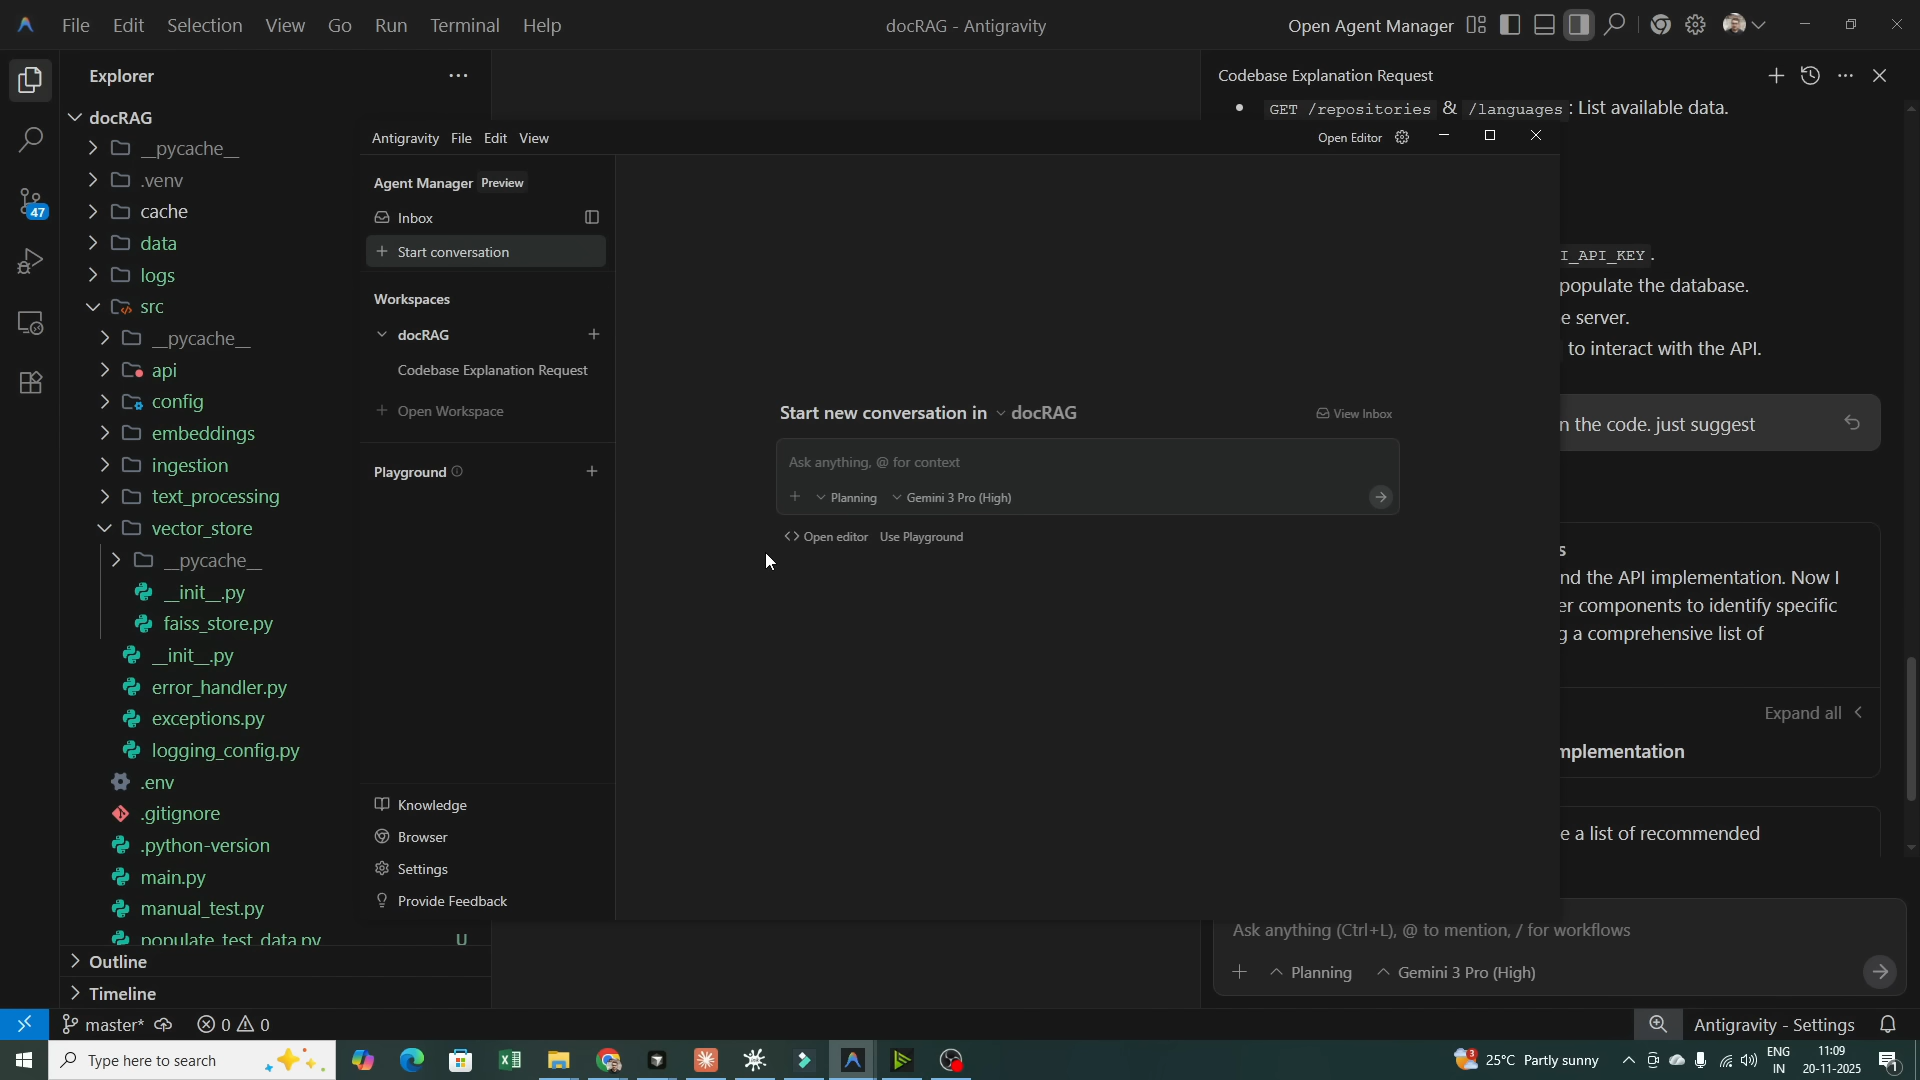 File Edit Selection View Go Run Terminal Help
docRAG - Antigravity
Open Agent Manager
Explorer
docRAG
__pycache__
.venv
cache
data
logs
src
__pycache__
api
config
embeddings
ingestion
text_processing
vector_store
__pycache__
__init__.py
faiss_store.py
__init__.py
error_handler.py
exceptions.py
logging_config.py
.env
.gitignore
.python-version
main.py
manual_test.py
populate_test_data.py U
Outline
Timeline
47
Antigravity File Edit View
Open Editor
Agent Manager Preview
Inbox
Start conversation
Workspaces
docRAG
Codebase Explanation Request
Open Workspace
Playground
Knowledge
Browser
Settings
Provide Feedback
Start new conversation in docRAG
View Inbox
Ask anything, @ for context
Planning Gemini 3 Pro (High)
Open editor Use Playground
Codebase Explanation Request
GET /repositories & /languages : List available data.
I_API_KEY .
populate the database.
e server.
to interact with the API.
n the code. just suggest
s
nd the API implementation. Now I
er components to identify specific
g a comprehensive list of
Expand all
mplementation
e a list of recommended
Ask anything (Ctrl+L), @ to mention, / for workflows
Planning Gemini 3 Pro (High)
master* 0 0
Antigravity - Settings
Type here to search
3
25°C Partly sunny
ENG
IN
11:09
20-11-2025
1